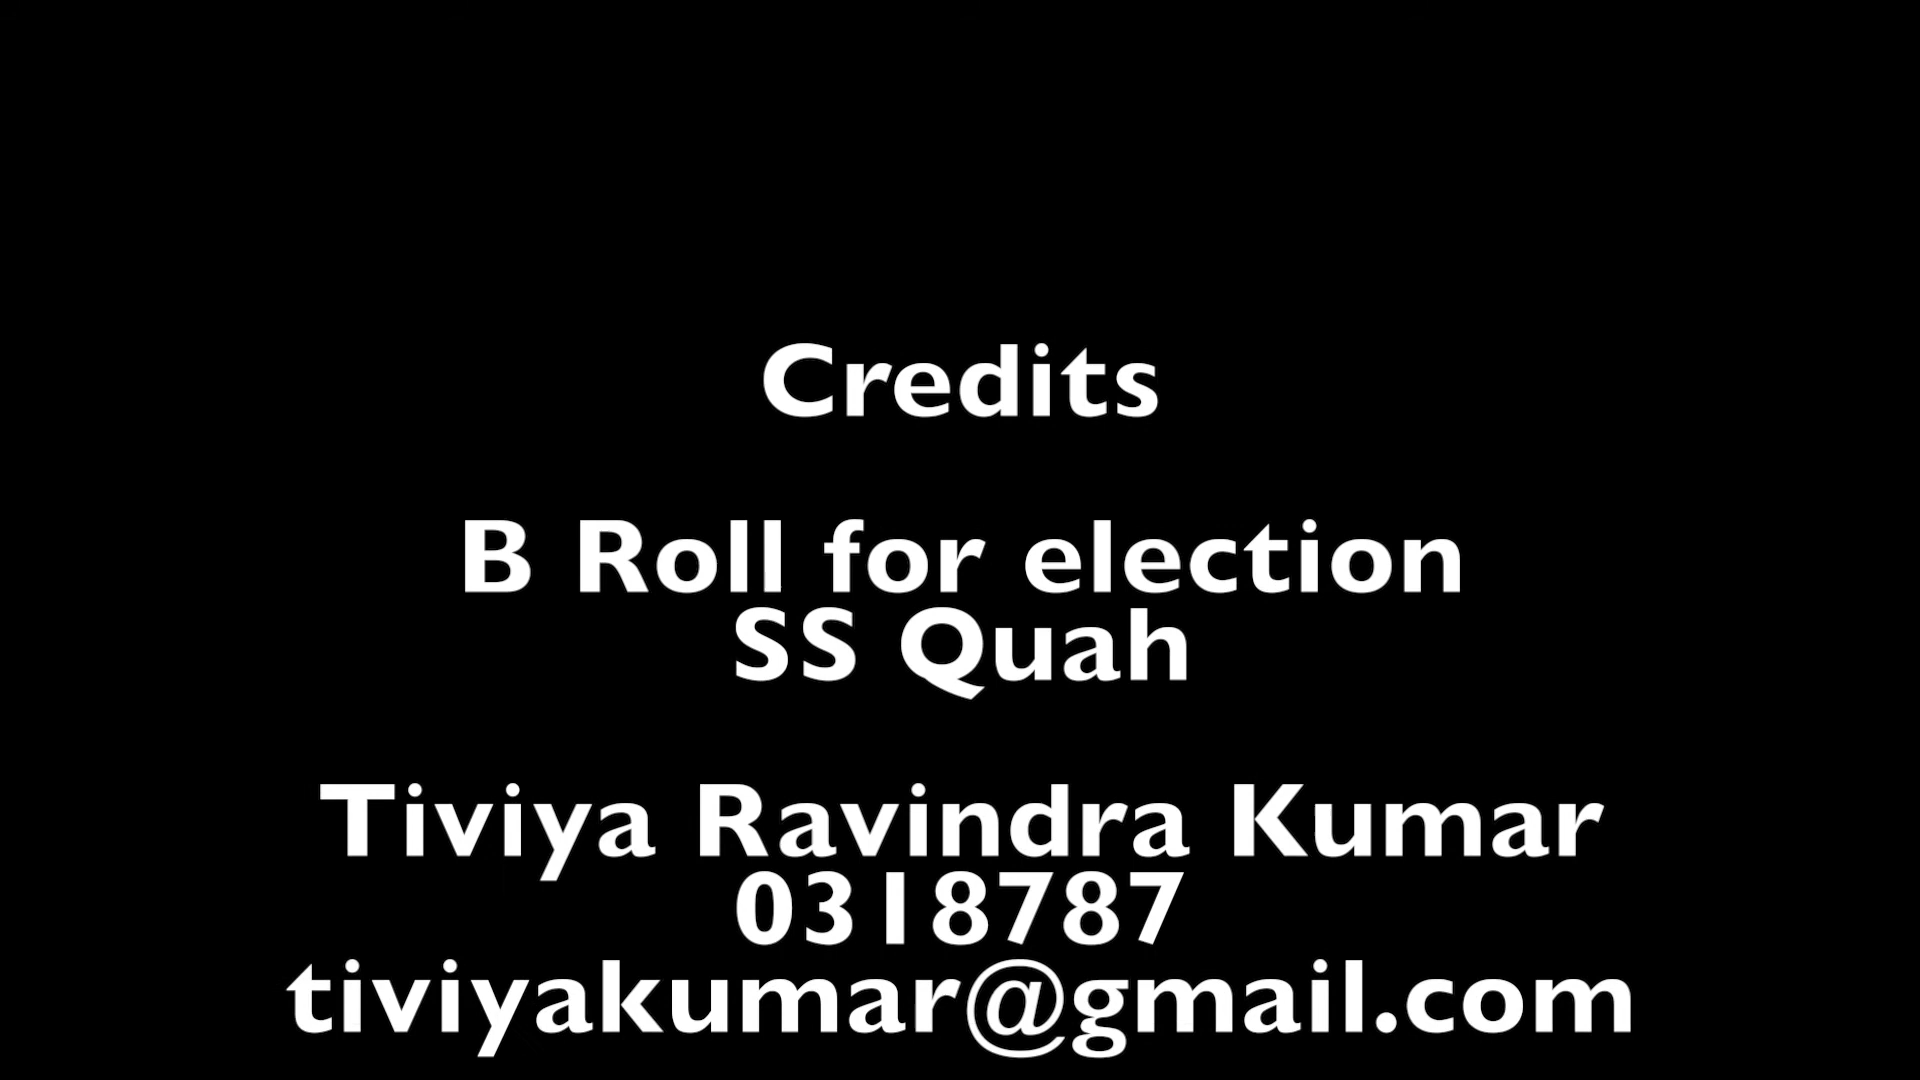 Credits
B Roll for election
SS Quah
Tiviya Ravindra Kumar
0318787
tiviyakumar@gmail.com